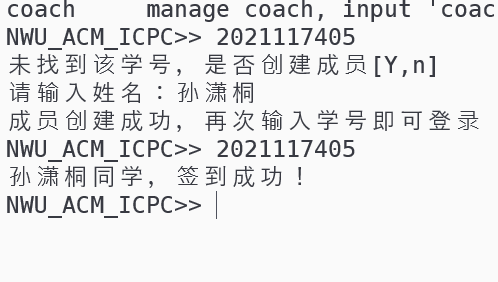 coach     manage coach, input 'coac
NWU_ACM_ICPC>> 2021117405
未找到该学号，是否创建成员[Y,n]
请输入姓名：孙潇桐
成员创建成功，再次输入学号即可登录
NWU_ACM_ICPC>> 2021117405
孙潇桐同学，签到成功！
NWU_ACM_ICPC>>